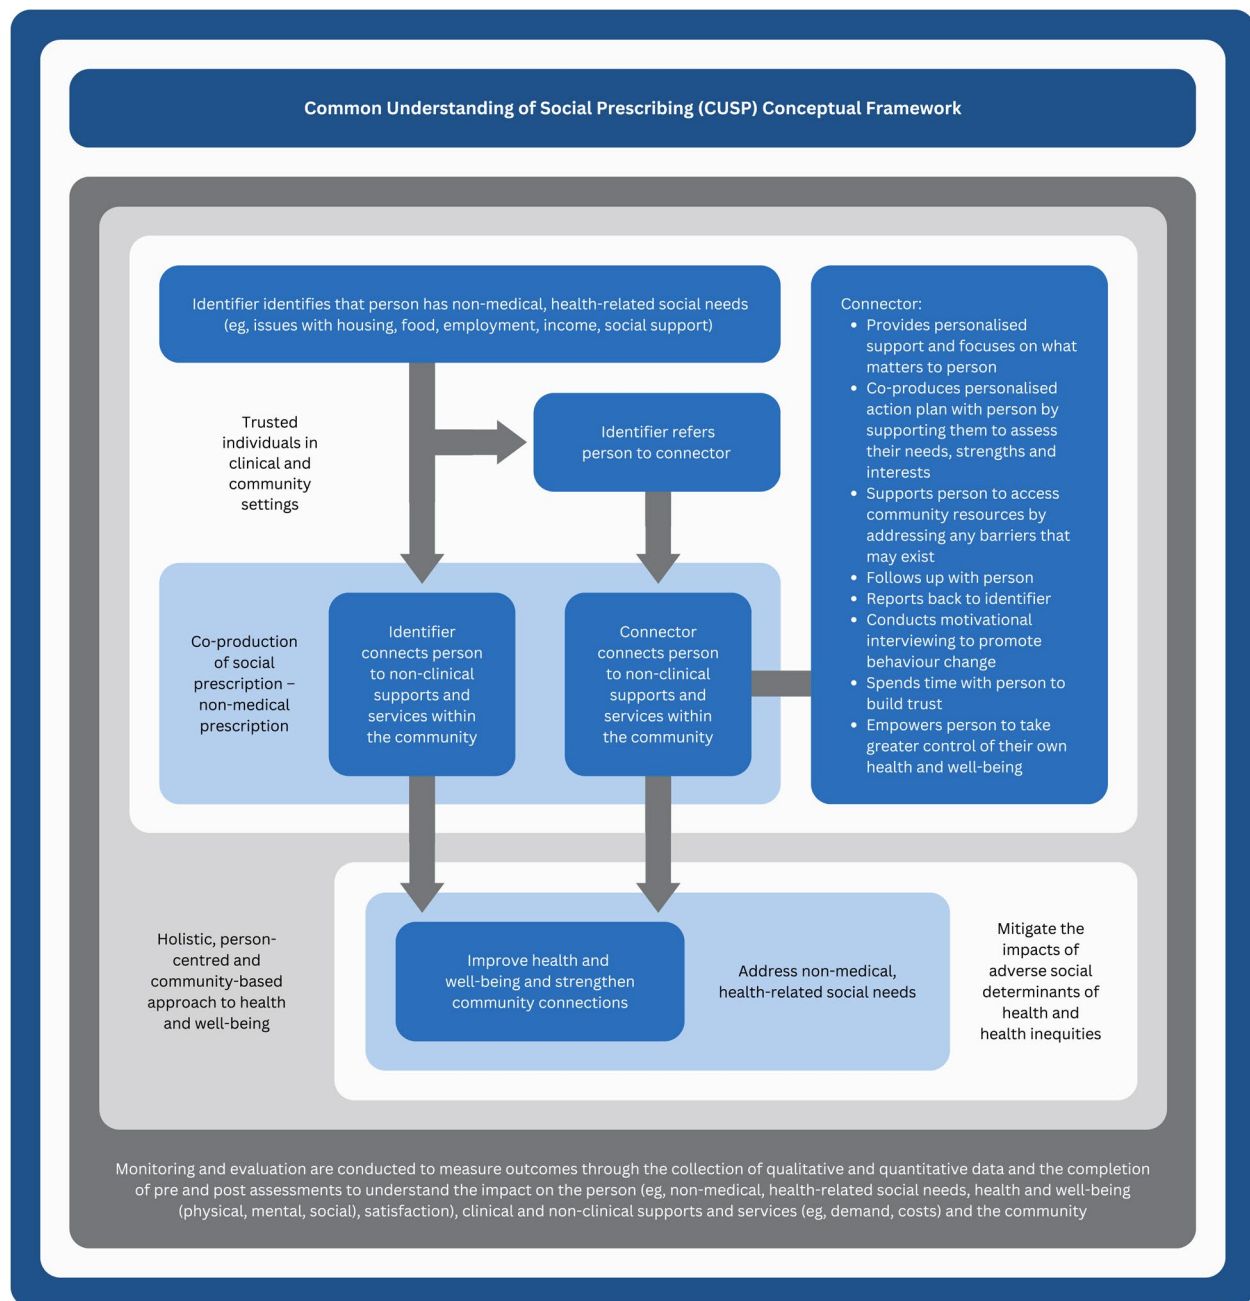 Common Understanding of Social Prescribing (CUSP) Conceptual Framework
Identifier identifies that person has non-medical, health-related social needs
(eg, issues with housing, food, employment, income, social support)
Trusted
individuals in
clinical and
community
settings
Identifier refers
person to connector
Co-production
of social
prescription –
non-medical
prescription
Identifier
connects person
to non-clinical
supports and
services within
the community
Connector
connects person
to non-clinical
supports and
services within
the community
Connector:
• Provides personalised
support and focuses on what
matters to person
• Co-produces personalised
action plan with person by
supporting them to assess
their needs, strengths and
interests
• Supports person to access
community resources by
addressing any barriers that
may exist
• Follows up with person
• Reports back to identifier
• Conducts motivational
interviewing to promote
behaviour change
• Spends time with person to
build trust
• Empowers person to take
greater control of their own
health and well-being
Holistic, person-
centred and
community-based
approach to health
and well-being
Improve health and
well-being and strengthen
community connections
Address non-medical,
health-related social needs
Mitigate the
impacts of
adverse social
determinants of
health and
health inequities
Monitoring and evaluation are conducted to measure outcomes through the collection of qualitative and quantitative data and the completion
of pre and post assessments to understand the impact on the person (eg, non-medical, health-related social needs, health and well-being
(physical, mental, social), satisfaction), clinical and non-clinical supports and services (eg, demand, costs) and the community